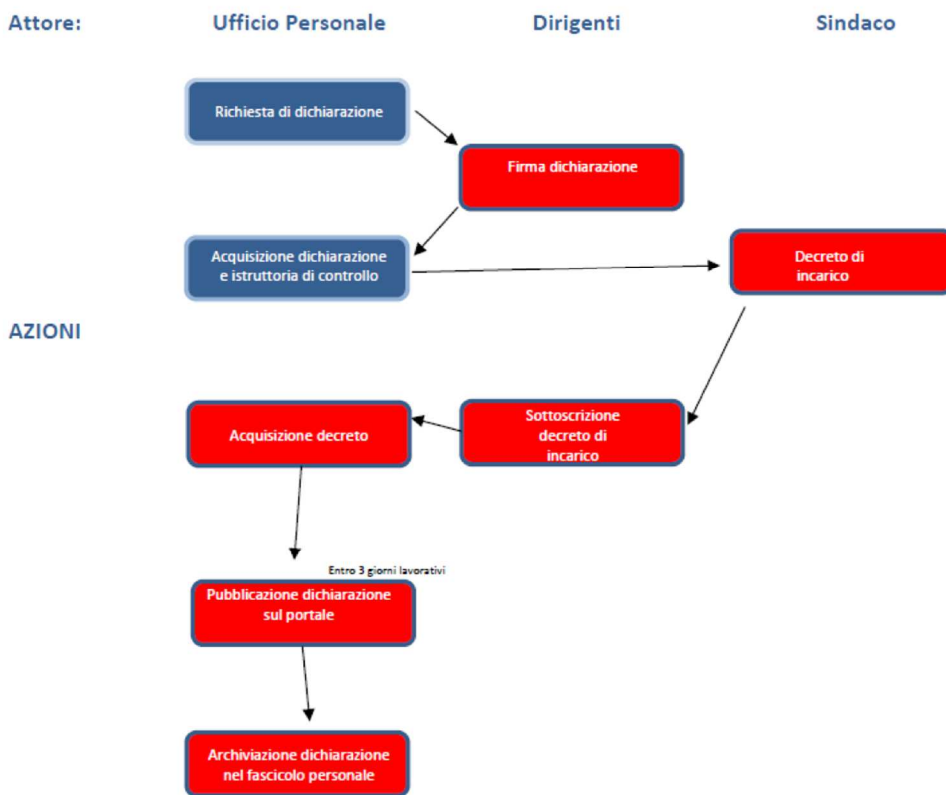 Attore: Ufficio Personale Dirigenti Sindaco
Richiesta di dichiarazione
Firma dichiarazione
Acquisizione dichiarazione
e istruttoria di controllo
Decreto di
incarico
AZIONI
Acquisizione decreto
Sottoscrizione
decreto di
incarico
Entro 3 giorni lavorativi
Pubblicazione dichiarazione
sul portale
Archiviazione dichiarazione
nel fascicolo personale